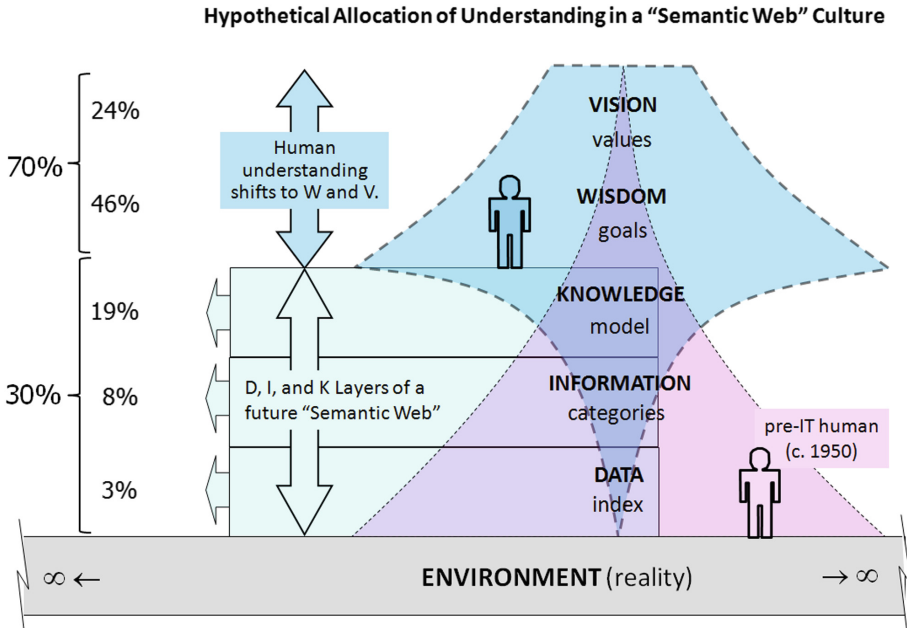 Hypothetical Allocation of Understanding in a “Semantic Web” Culture
24%
70%
46%
Human
understanding
shifts to W and V.
VISION
values
WISDOM
goals
19%
30%
8%
3%
KNOWLEDGE
model
D, I, and K Layers of a
future “Semantic Web”
INFORMATION
categories
pre-IT human
(c. 1950)
DATA
index
∞ ← ENVIRONMENT (reality) → ∞